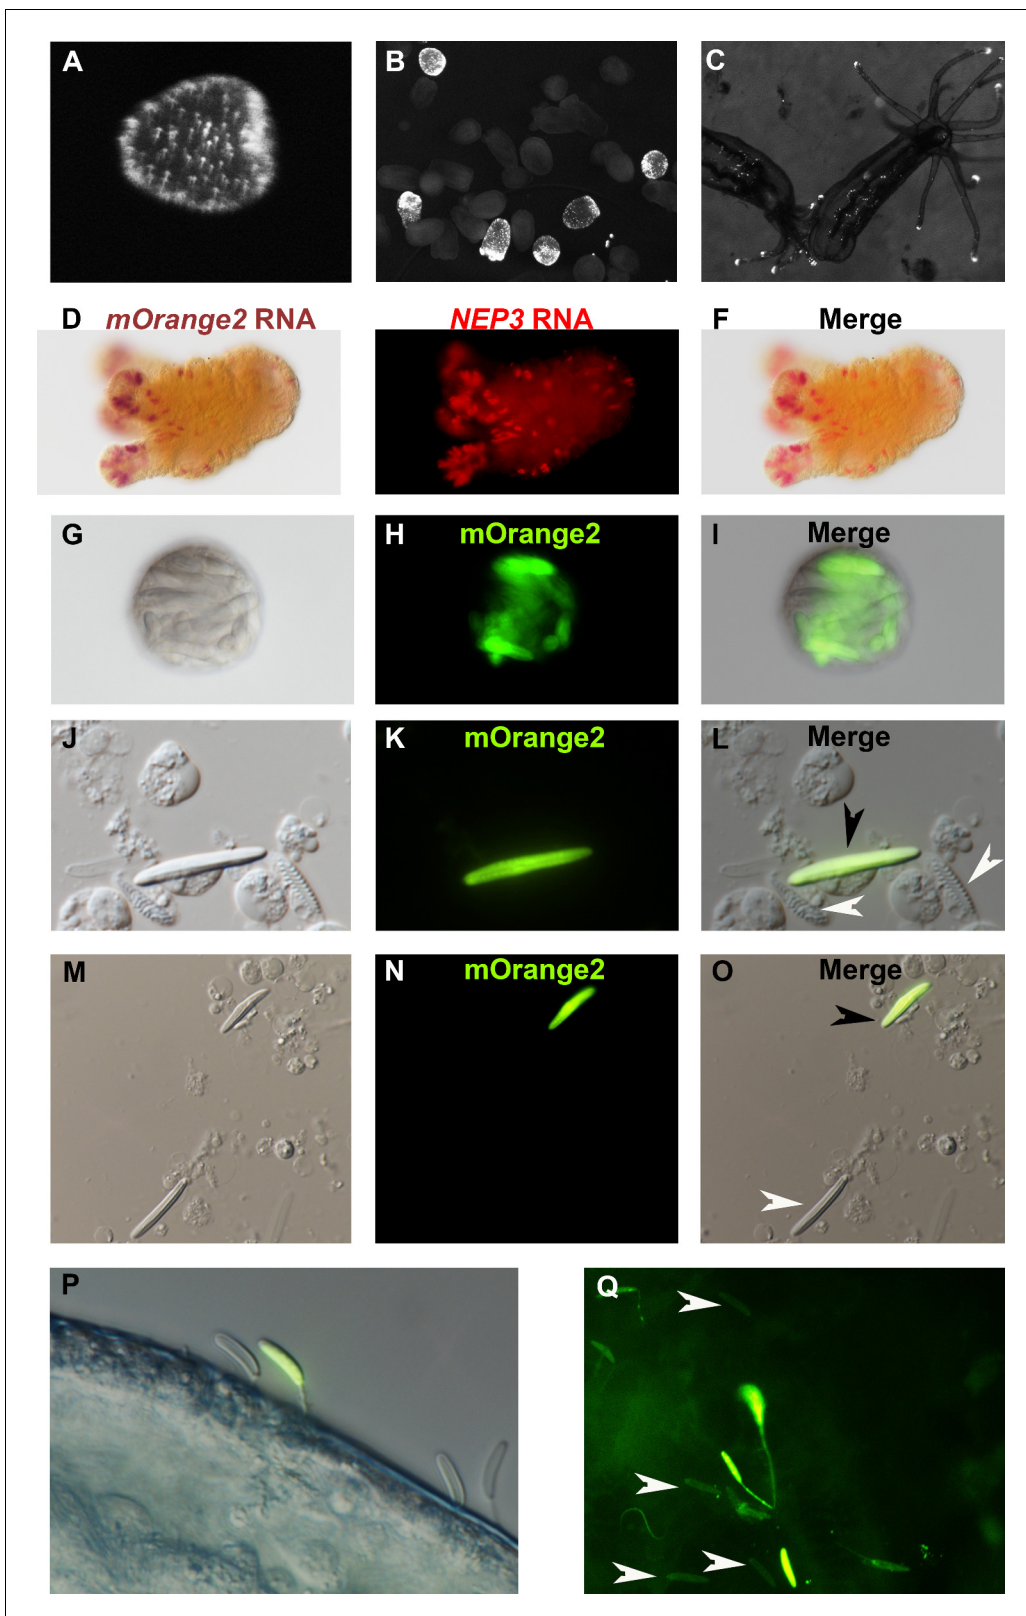 A
B
C
D mOrange2 RNA
NEP3 RNA
F Merge
G
H mOrange2
I Merge
J
K mOrange2
L Merge
M
N mOrange2
O Merge
P
Q